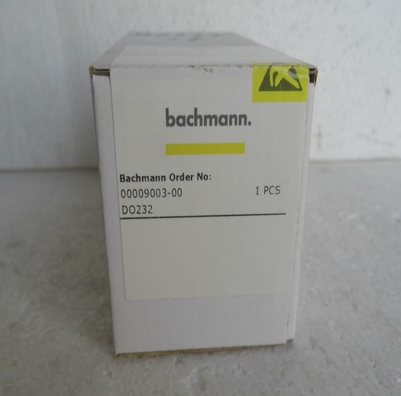 bachmann.
Bachmann Order No:
00009003-00 1 PCS
DO232